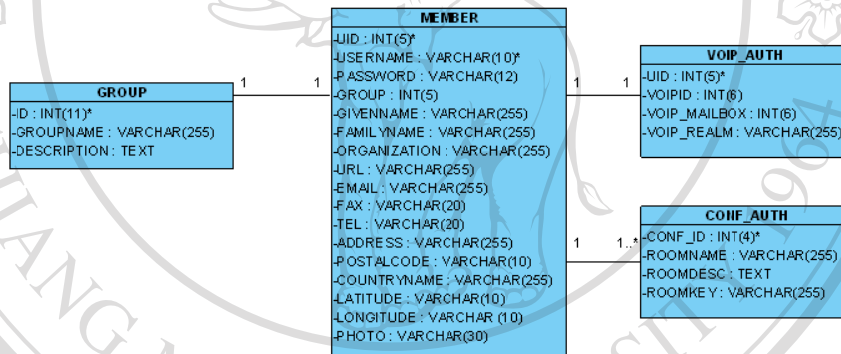 GROUP
-ID : INT(11)*
-GROUPNAME : VARCHAR(255)
-DESCRIPTION : TEXT
1
1
MEMBER
-UID : INT(5)*
-USERNAME : VARCHAR(10)*
-PASSWORD : VARCHAR(12)
-GROUP : INT(5)
-GIVENNAME : VARCHAR(255)
-FAMILYNAME : VARCHAR(255)
-ORGANIZATION : VARCHAR(255)
-URL : VARCHAR(255)
-EMAIL : VARCHAR(255)
-FAX : VARCHAR(20)
-TEL : VARCHAR(20)
-ADDRESS : VARCHAR(255)
-POSTALCODE : VARCHAR(10)
-COUNTRYNAME : VARCHAR(255)
-LATITUDE : VARCHAR(10)
-LONGITUDE : VARCHAR (10)
-PHOTO : VARCHAR(30)
1
1
VOIP_AUTH
-UID : INT(5)*
-VOIPID : INT(6)
-VOIP_MAILBOX : INT(6)
-VOIP_REALM : VARCHAR(255)
1
1..*
CONF_AUTH
-CONF_ID : INT(4)*
-ROOMNAME : VARCHAR(255)
-ROOMDESC : TEXT
-ROOMKEY : VARCHAR(255)
1964